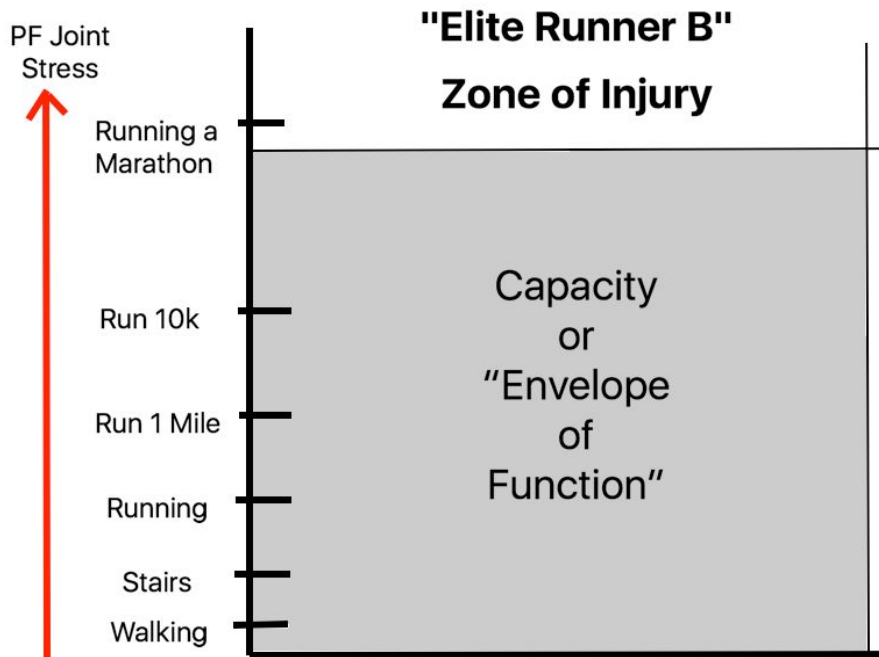 "Elite Runner B"
Zone of Injury
PF Joint
Stress
Running a
Marathon
Run 10k
Run 1 Mile
Running
Stairs
Walking
Capacity
or
“Envelope
of
Function”